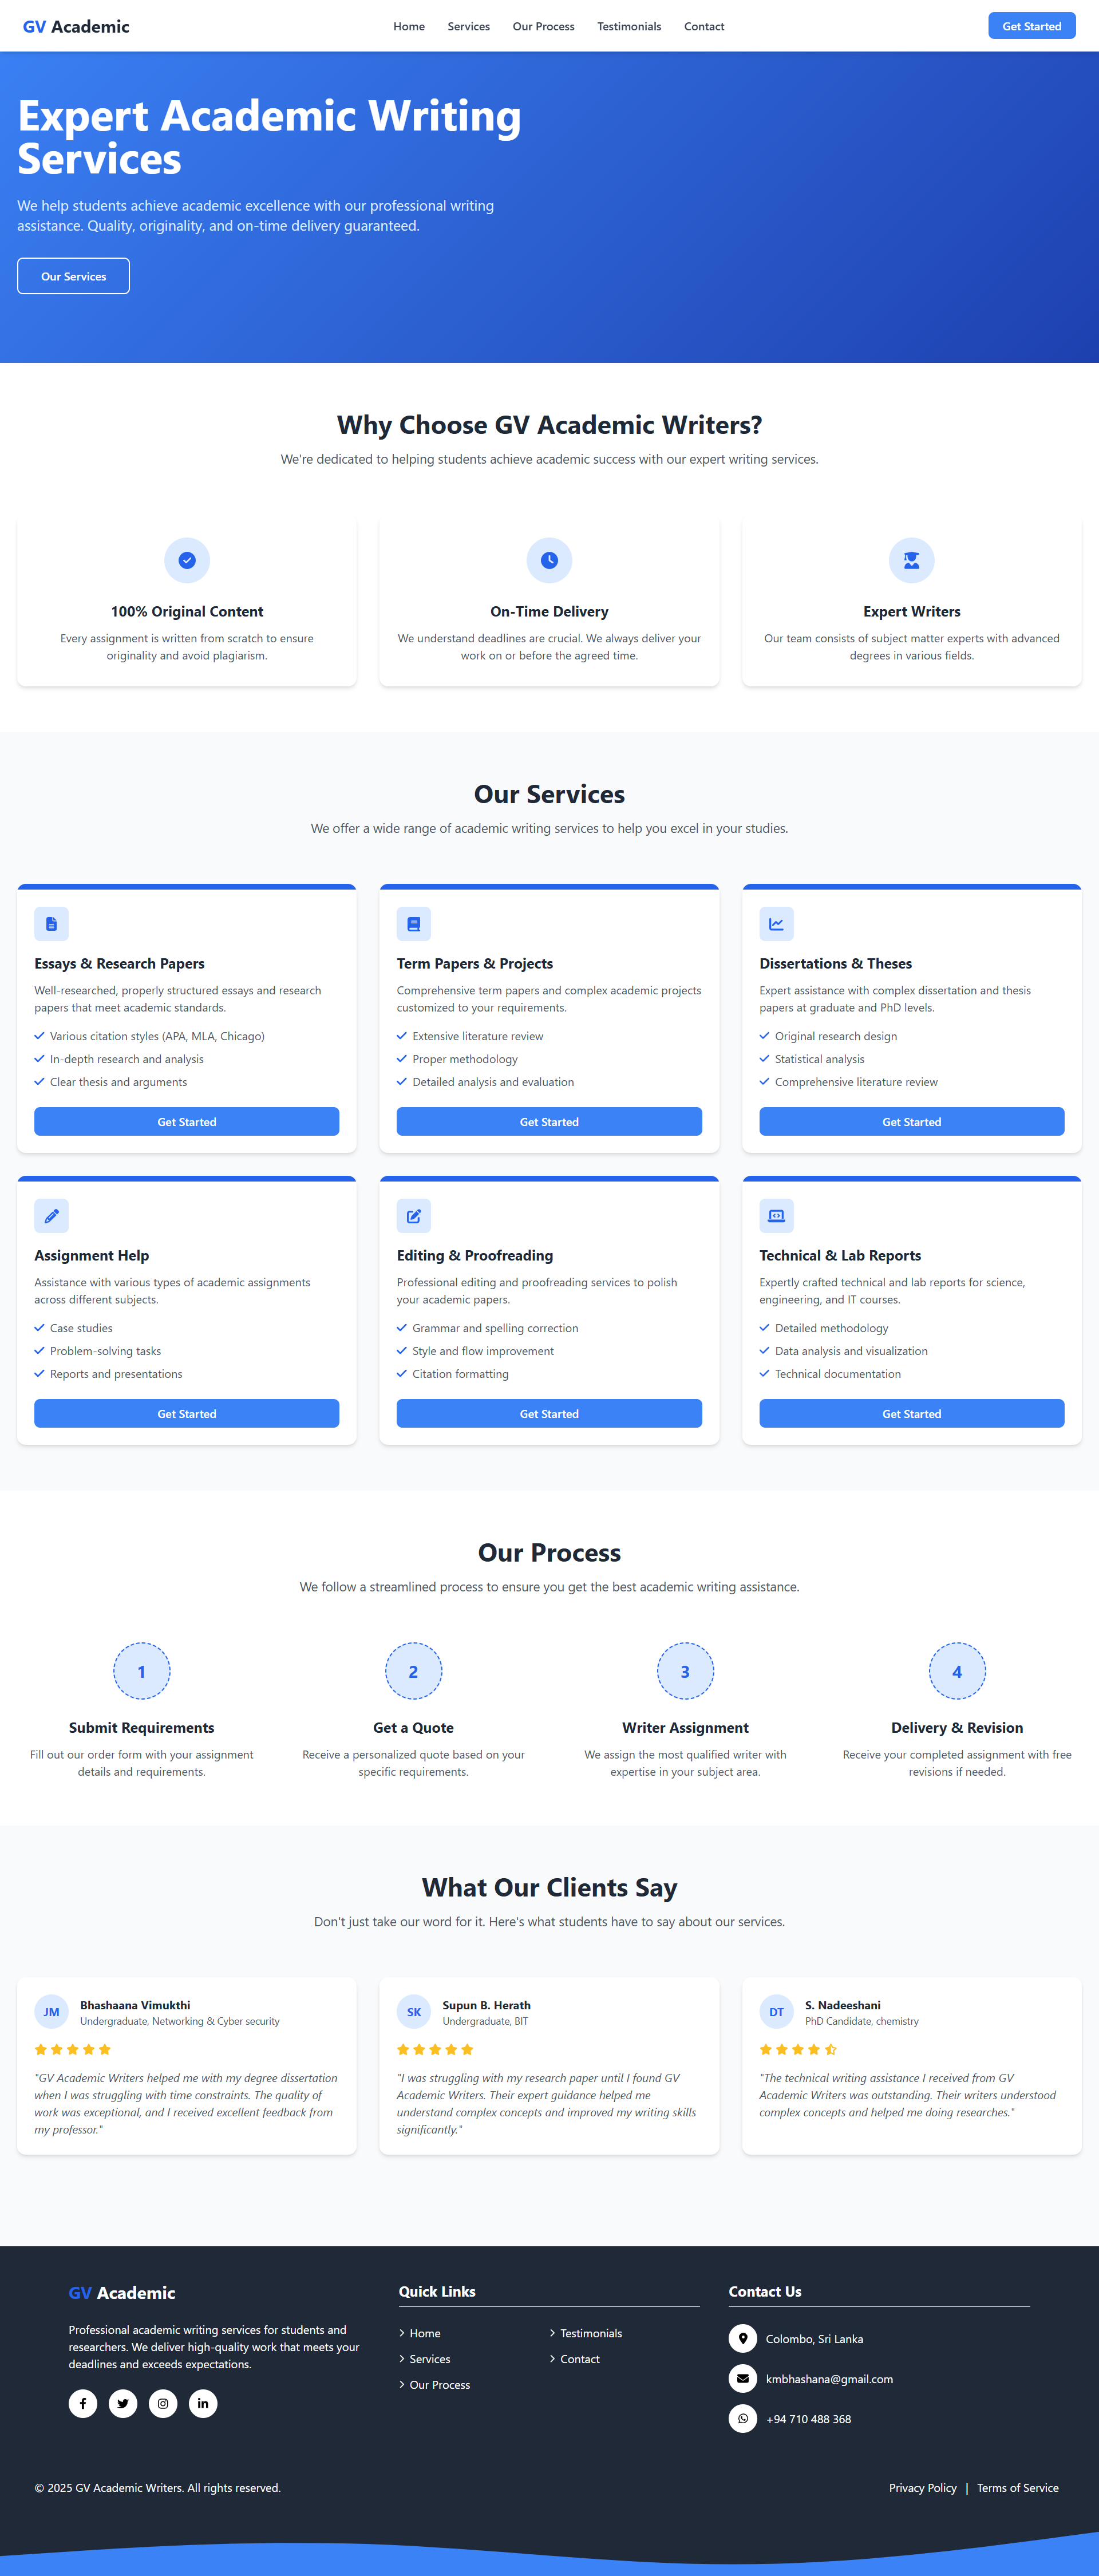 GV Academic
Home
Services
Our Process
Testimonials
Contact
Get Started
Expert Academic Writing
Services
We help students achieve academic excellence with our professional writing
assistance. Quality, originality, and on-time delivery guaranteed.
Our Services
Why Choose GV Academic Writers?
We're dedicated to helping students achieve academic success with our expert writing services.
100% Original Content
Every assignment is written from scratch to ensure
originality and avoid plagiarism.
On-Time Delivery
We understand deadlines are crucial. We always deliver your
work on or before the agreed time.
Expert Writers
Our team consists of subject matter experts with advanced
degrees in various fields.
Our Services
We offer a wide range of academic writing services to help you excel in your studies.
Essays & Research Papers
Well-researched, properly structured essays and research
papers that meet academic standards.
Various citation styles (APA, MLA, Chicago)
In-depth research and analysis
Clear thesis and arguments
Get Started
Term Papers & Projects
Comprehensive term papers and complex academic projects
customized to your requirements.
Extensive literature review
Proper methodology
Detailed analysis and evaluation
Get Started
Dissertations & Theses
Expert assistance with complex dissertation and thesis
papers at graduate and PhD levels.
Original research design
Statistical analysis
Comprehensive literature review
Get Started
Assignment Help
Assistance with various types of academic assignments
across different subjects.
Case studies
Problem-solving tasks
Reports and presentations
Get Started
Editing & Proofreading
Professional editing and proofreading services to polish
your academic papers.
Grammar and spelling correction
Style and flow improvement
Citation formatting
Get Started
Technical & Lab Reports
Expertly crafted technical and lab reports for science,
engineering, and IT courses.
Detailed methodology
Data analysis and visualization
Technical documentation
Get Started
Our Process
We follow a streamlined process to ensure you get the best academic writing assistance.
1
Submit Requirements
Fill out our order form with your assignment
details and requirements.
2
Get a Quote
Receive a personalized quote based on your
specific requirements.
3
Writer Assignment
We assign the most qualified writer with
expertise in your subject area.
4
Delivery & Revision
Receive your completed assignment with free
revisions if needed.
What Our Clients Say
Don't just take our word for it. Here's what students have to say about our services.
JM
Bhashaana Vimukthi
Undergraduate, Networking & Cyber security
"GV Academic Writers helped me with my degree dissertation
when I was struggling with time constraints. The quality of
work was exceptional, and I received excellent feedback from
my professor."
SK
Supun B. Herath
Undergraduate, BIT
"I was struggling with my research paper until I found GV
Academic Writers. Their expert guidance helped me
understand complex concepts and improved my writing skills
significantly."
DT
S. Nadeeshani
PhD Candidate, chemistry
"The technical writing assistance I received from GV
Academic Writers was outstanding. Their writers understood
complex concepts and helped me doing researches."
GV Academic
Professional academic writing services for students and
researchers. We deliver high-quality work that meets your
deadlines and exceeds expectations.
Quick Links
Home
Services
Our Process
Testimonials
Contact
Contact Us
Colombo, Sri Lanka
kmbhashana@gmail.com
+94 710 488 368
© 2025 GV Academic Writers. All rights reserved.
Privacy Policy | Terms of Service